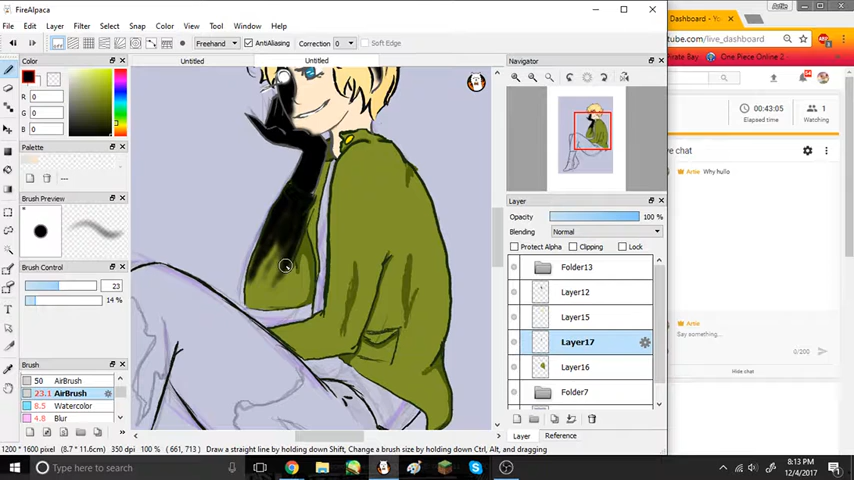 FireAlpaca
File Edit Layer Filter Select Snap Color View Tool Window Help
Freehand AntiAliasing Correction 0 Soft Edge
Untitled Untitled
Color
R 0
G 0
B 0
Palette
---
Brush Preview
Brush Control
23
14 %
Brush
50 AirBrush
23.1 AirBrush
8.5 Watercolor
4.8 Blur
Navigator
Layer
Opacity 100 %
Blending Normal
Protect Alpha Clipping Lock
Folder13
Layer12
Layer15
Layer17
Layer16
Folder7
Layer Reference
1200 * 1600 pixel (8.7 * 11.6cm) 350 dpi 100 % ( 661, 713 ) Draw a straight line by holding down Shift, Change a brush size by holding down Ctrl, Alt, and dragging
Artie
Dashboard - Yo
tube.com/live_dashboard
irate Bay One Piece Online 2
00:43:05 1
Elapsed time Watching
ve chat
Artie Why hullo
Artie
Say something...
0/200
Hide chat
Type here to search
8:13 PM
12/4/2017